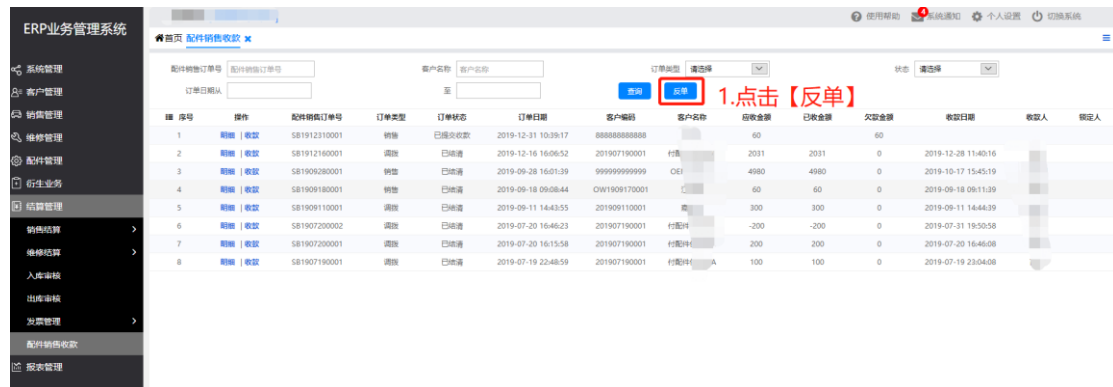 ERP业务管理系统
使用帮助 4 系统通知 个人设置 切换系统
首页 配件销售收款
系统管理
客户管理
销售管理
维修管理
配件管理
衍生业务
结算管理
销售结算
维修结算
入库审核
出库审核
发票管理
配件销售收款
报表管理
配件销售订单号 配件销售订单号 客户名称 客户名称 订单类型 请选择 状态 请选择
订单日期从 至 查询 反单
1.点击【反单】
序号 操作 配件销售订单号 订单类型 订单状态 订单日期 客户编码 客户名称 应收金额 已收金额 欠款金额 收款日期 收款人 锁定人
1 明细 | 收款 SB1912310001 销售 已提交收款 2019-12-31 10:39:17 888888888888 60 60
2 明细 | 收款 SB1912160001 调拨 已结清 2019-12-16 16:06:52 201907190001 付 2031 2031 0 2019-12-28 11:40:16
3 明细 | 收款 SB1909280001 销售 已结清 2019-09-28 16:01:39 999999999999 OE 4980 4980 0 2019-10-17 15:45:19
4 明细 | 收款 SB1909180001 销售 已结清 2019-09-18 09:08:44 OW1909170001 60 60 0 2019-09-18 09:11:39
5 明细 | 收款 SB1909110001 调拨 已结清 2019-09-11 14:43:55 201909110001 300 300 0 2019-09-11 14:44:39
6 明细 | 收款 SB1907200002 调拨 已结清 2019-07-20 16:46:23 201907190001 付配件 -200 -200 0 2019-07-31 19:50:58
7 明细 | 收款 SB1907200001 调拨 已结清 2019-07-20 16:15:58 201907190001 付配件 200 200 0 2019-07-20 16:46:08
8 明细 | 收款 SB1907190001 调拨 已结清 2019-07-19 22:48:59 201907190001 付配件 A 100 100 0 2019-07-19 23:04:08